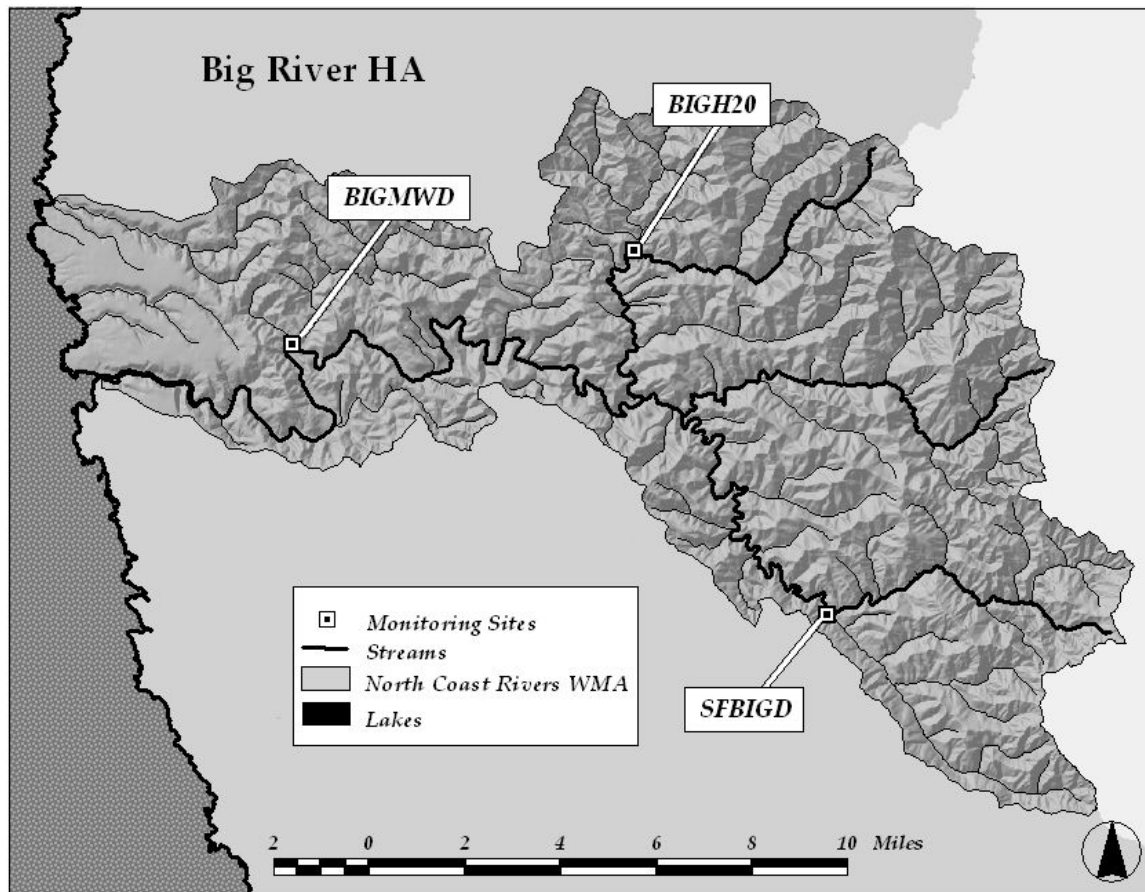 Big River HA
BIGH20
BIGMWD
Monitoring Sites
Streams
North Coast Rivers WMA
Lakes
SFBIGD
2 0 2 4 6 8 10 Miles